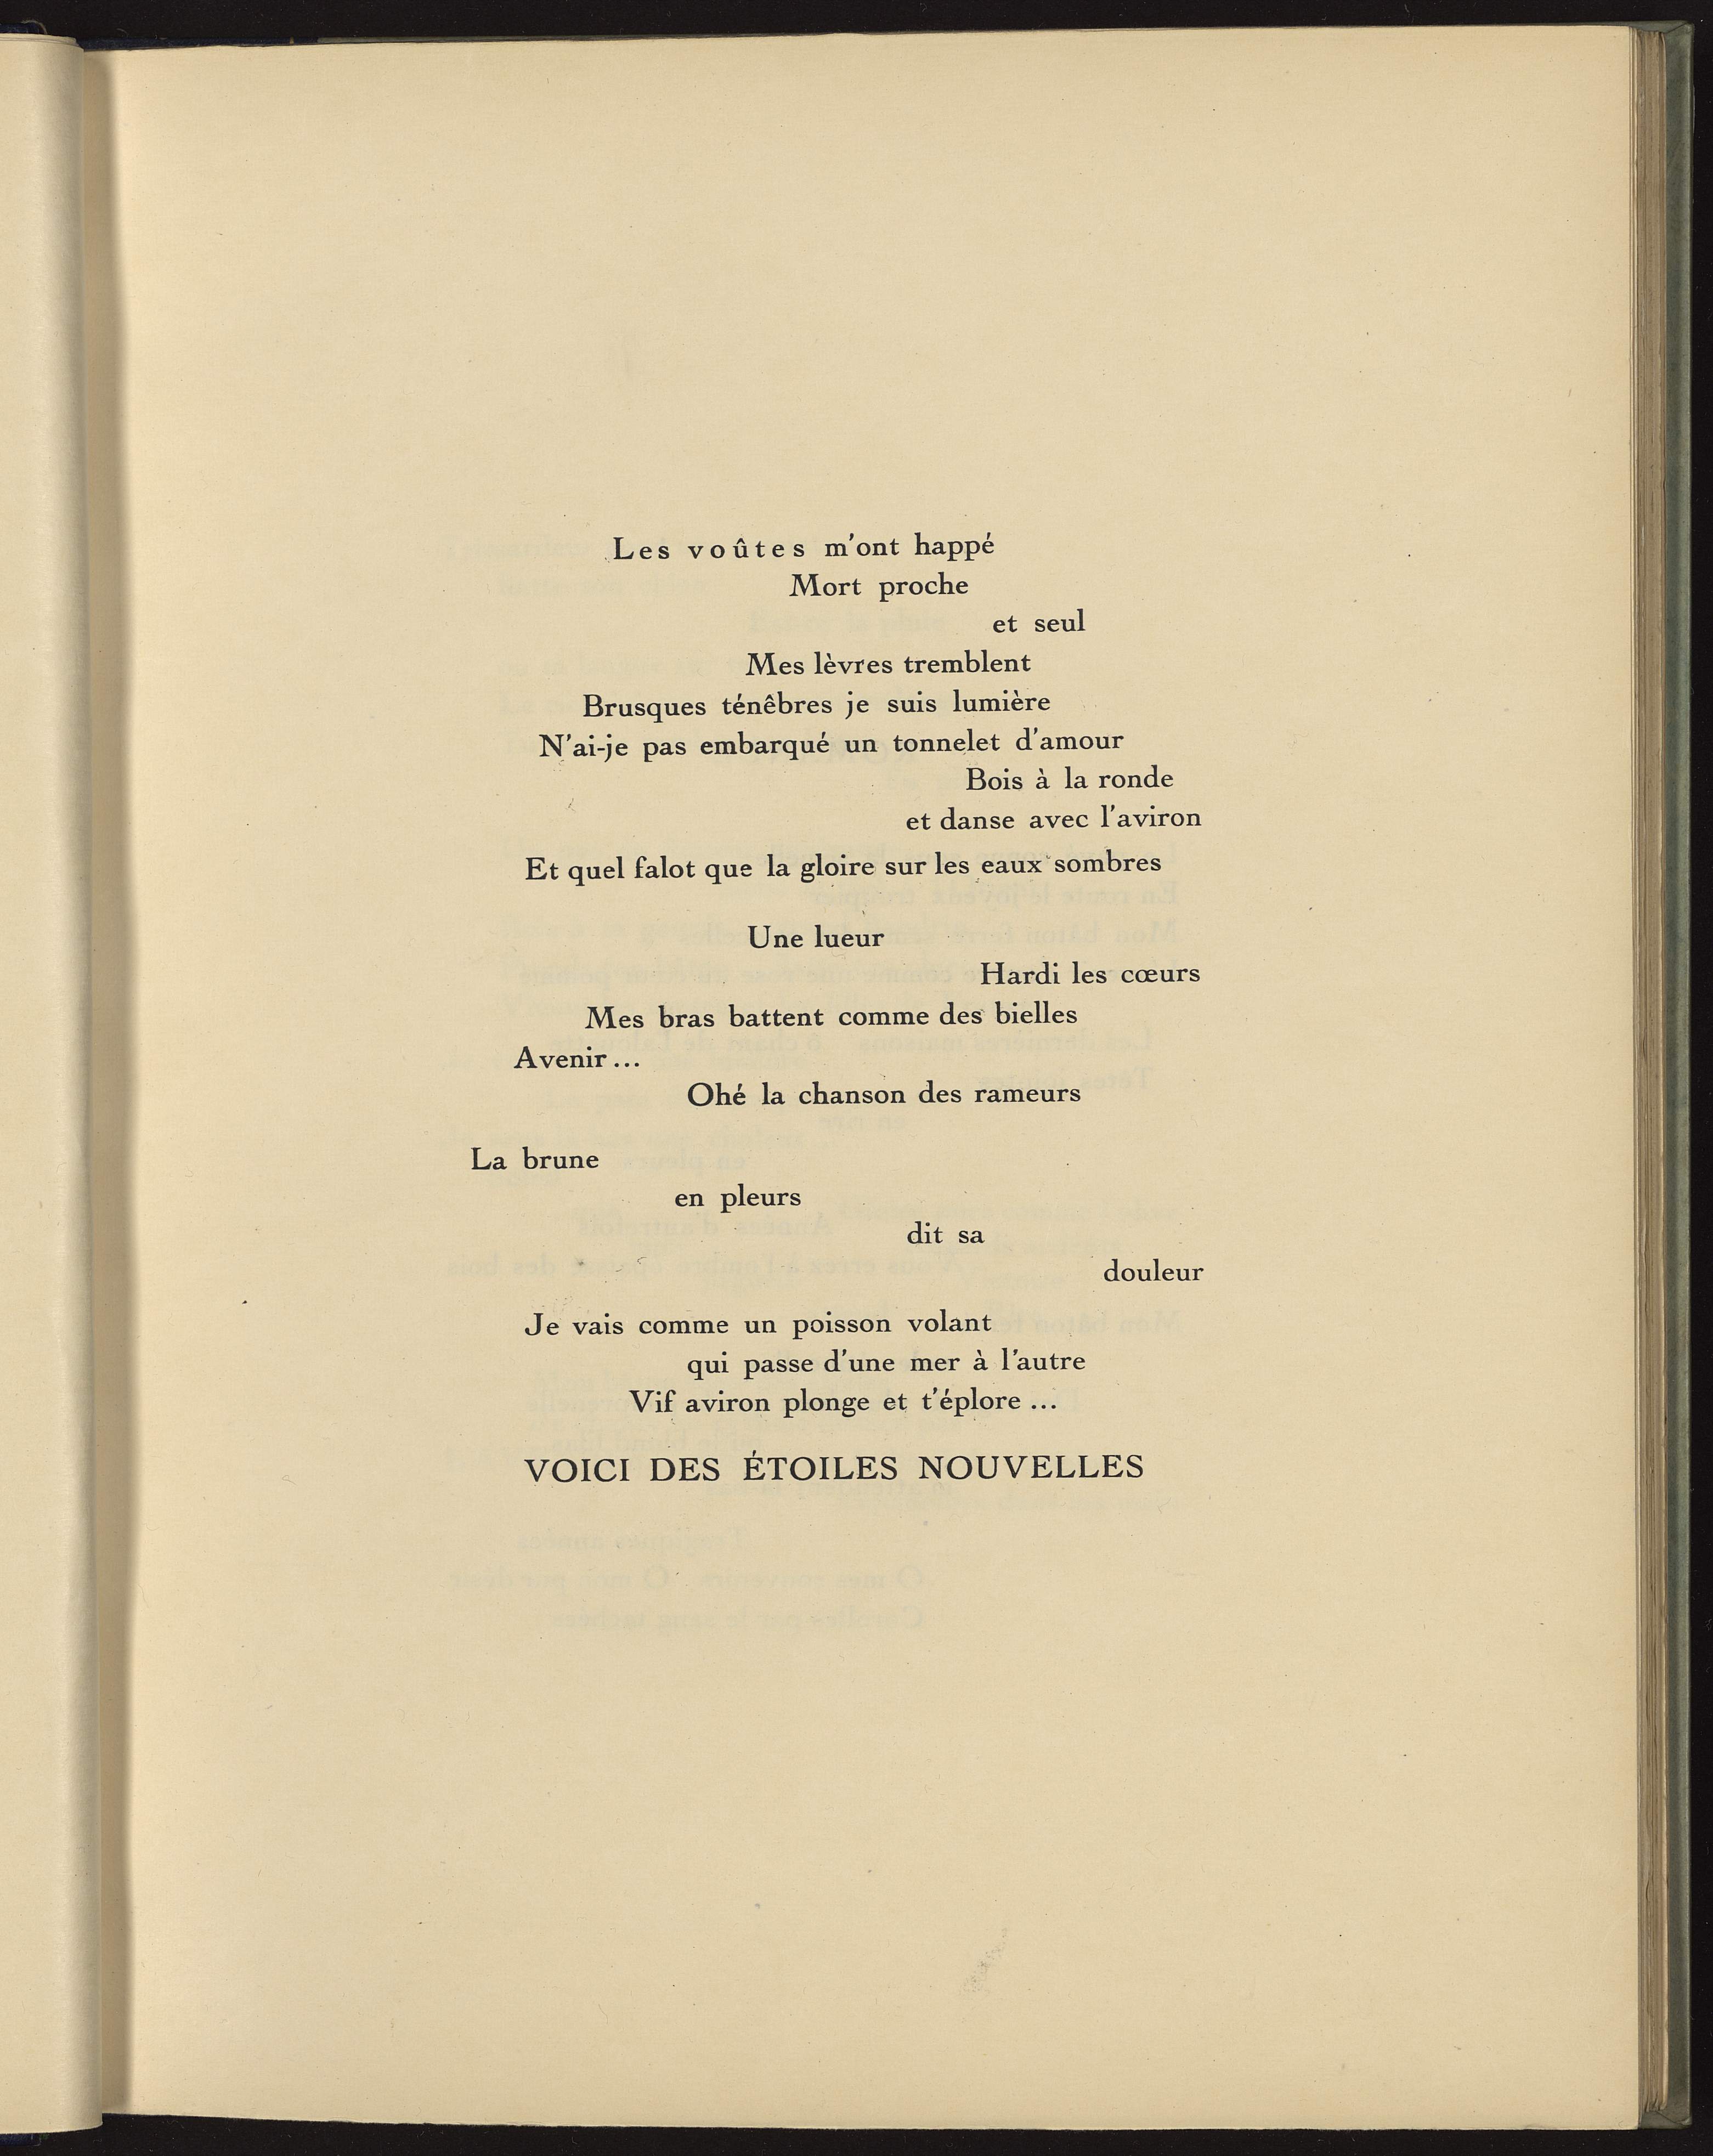 Les voûtes m'ont happé
Mort proche
et seul
Mes lèvres tremblent
Brusques ténêbres je suis lumière
N'ai-je pas embarqué un tonnelet d'amour
Bois à la ronde
et danse avec l'aviron
Et quel falot que la gloire sur les eaux sombres
Une lueur
Hardi les cœurs
Mes bras battent comme des bielles
Avenir...
Ohé la chanson des rameurs
La brune
en pleurs
dit sa
douleur
Je vais comme un poisson volant
qui passe d'une mer à l'autre
Vif aviron plonge et t'éplore...
VOICI DES ÉTOILES NOUVELLES